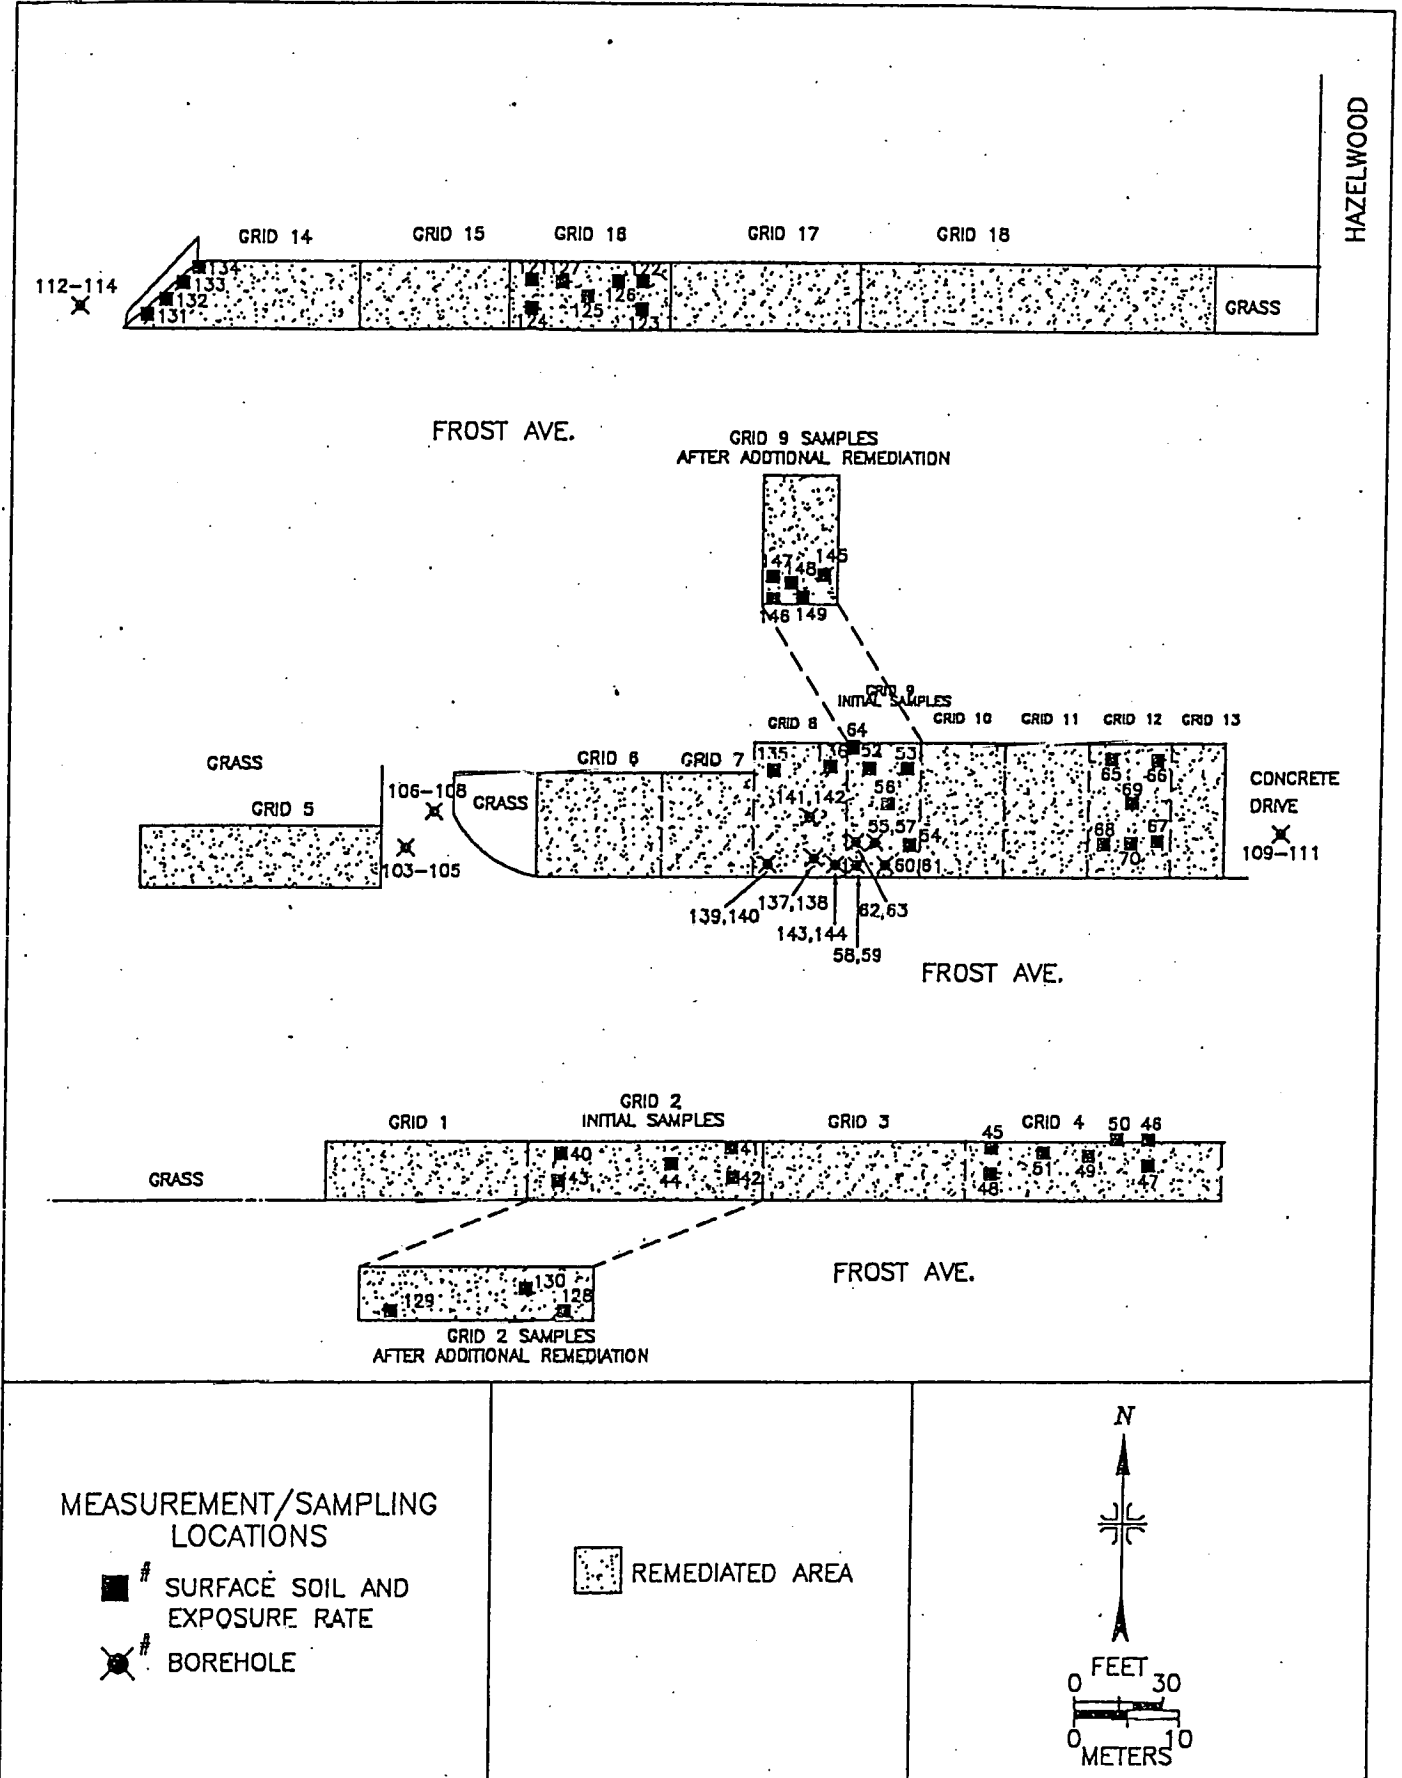 HAZELWOOD
GRID 14 GRID 15 GRID 16 GRID 17 GRID 18
134
133
132
131
112-114
121 127 122
126
125
124 123
GRASS
FROST AVE.
GRID 9 SAMPLES
AFTER ADDTIONAL REMEDIATION
147 148 145
146 149
GRID 9
INITIAL SAMPLES
GRID 8 GRID 10 GRID 11 GRID 12 GRID 13
64
135 136 52 53
65 66
GRASS
GRID 6 GRID 7
GRID 5
106-108
GRASS
103-105
141,142
56
69
55,57 54
68 67
70
60,61
CONCRETE
DRIVE
109-111
139,140
137,138
143,144
62,63
58,59
FROST AVE.
GRID 1
GRID 2
INITIAL SAMPLES
GRID 3
GRID 4
45 50 46
40 41
43 44 42
51 49
48 47
GRASS
129 130 128
GRID 2 SAMPLES
AFTER ADDITIONAL REMEDIATION
FROST AVE.
MEASUREMENT/SAMPLING
LOCATIONS
# SURFACE SOIL AND
EXPOSURE RATE
# BOREHOLE
REMEDIATED AREA
N
FEET
0 30
0 10
METERS